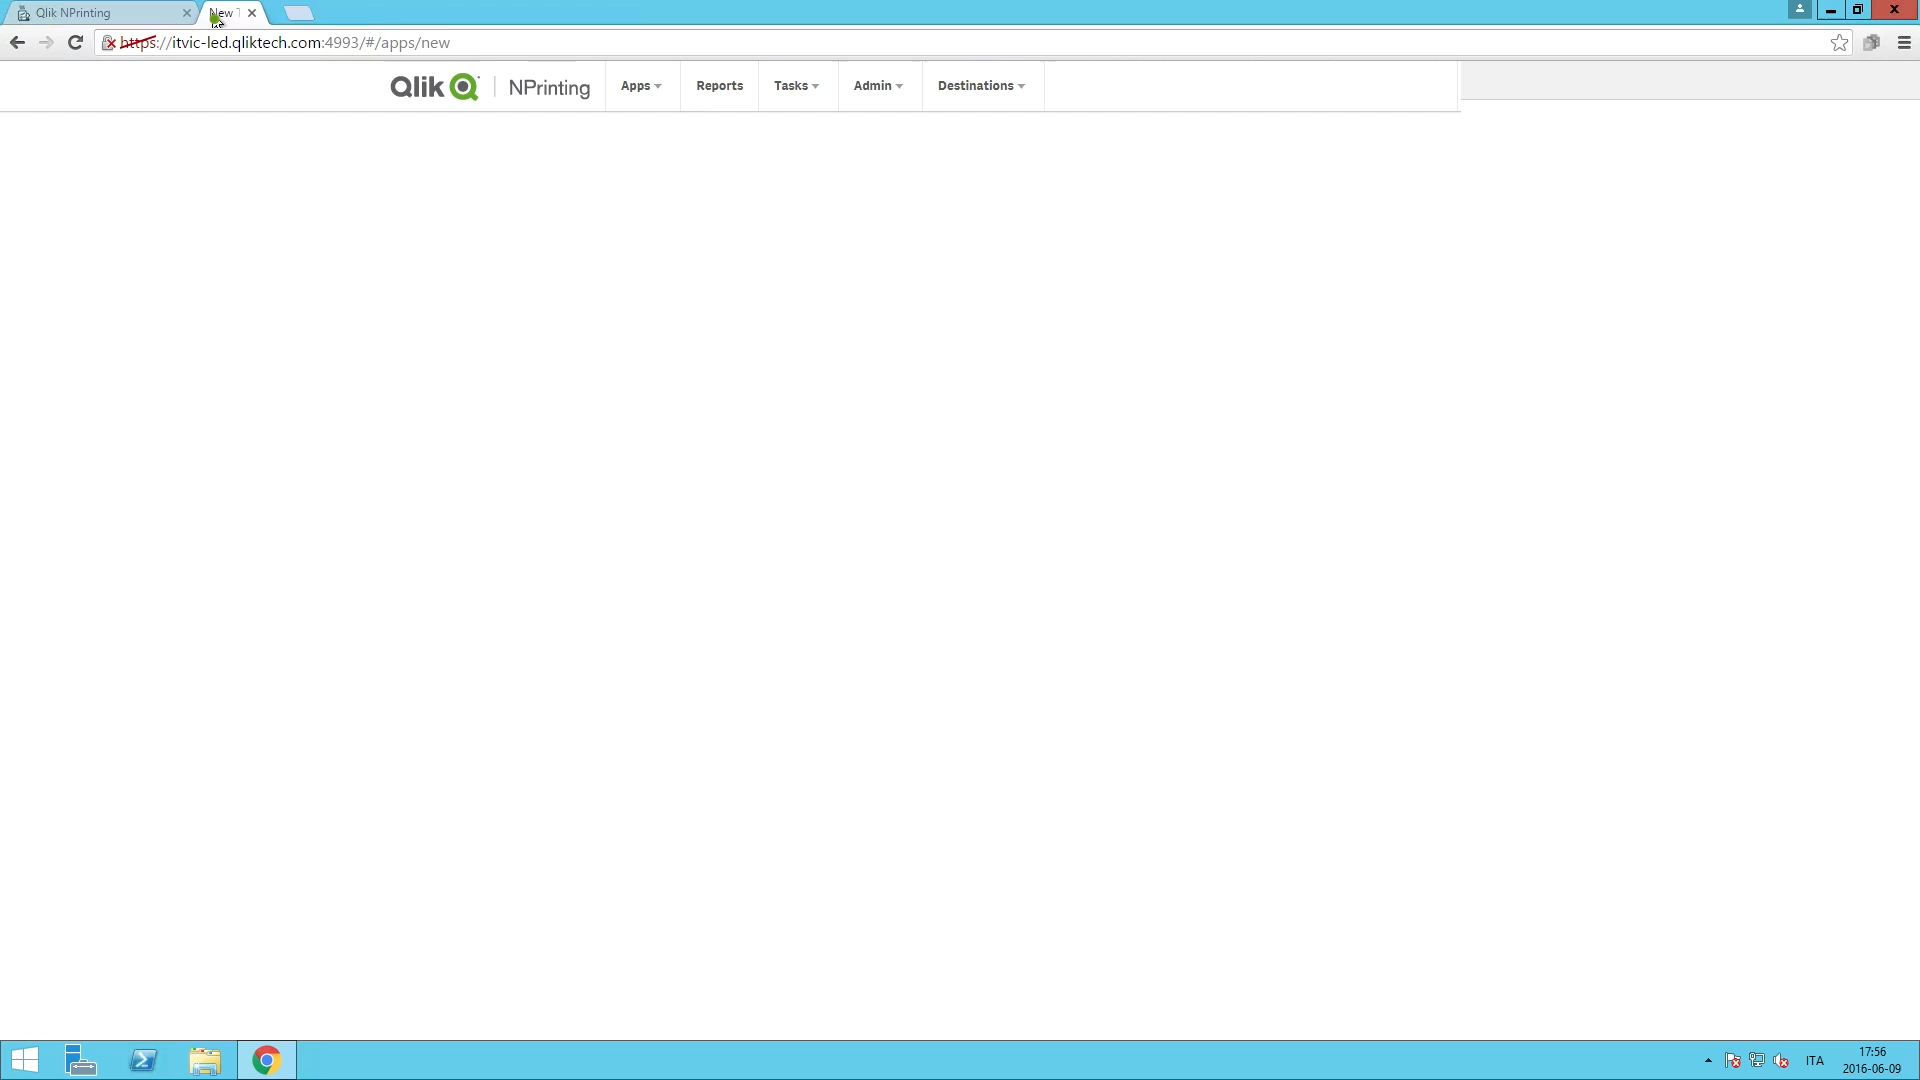 Qlik NPrinting
New T
https://itvic-led.qliktech.com:4993/#/apps/new
Qlik NPrinting
Apps
Reports
Tasks
Admin
Destinations
ITA
17:56
2016-06-09